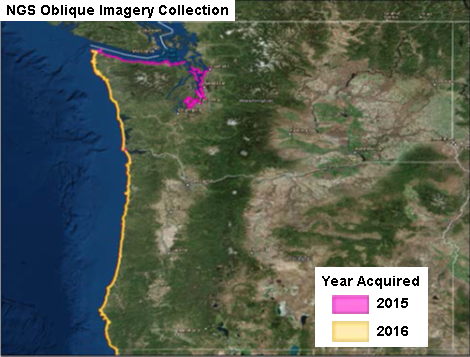 NGS Oblique Imagery Collection
Year Acquired
2015
2016